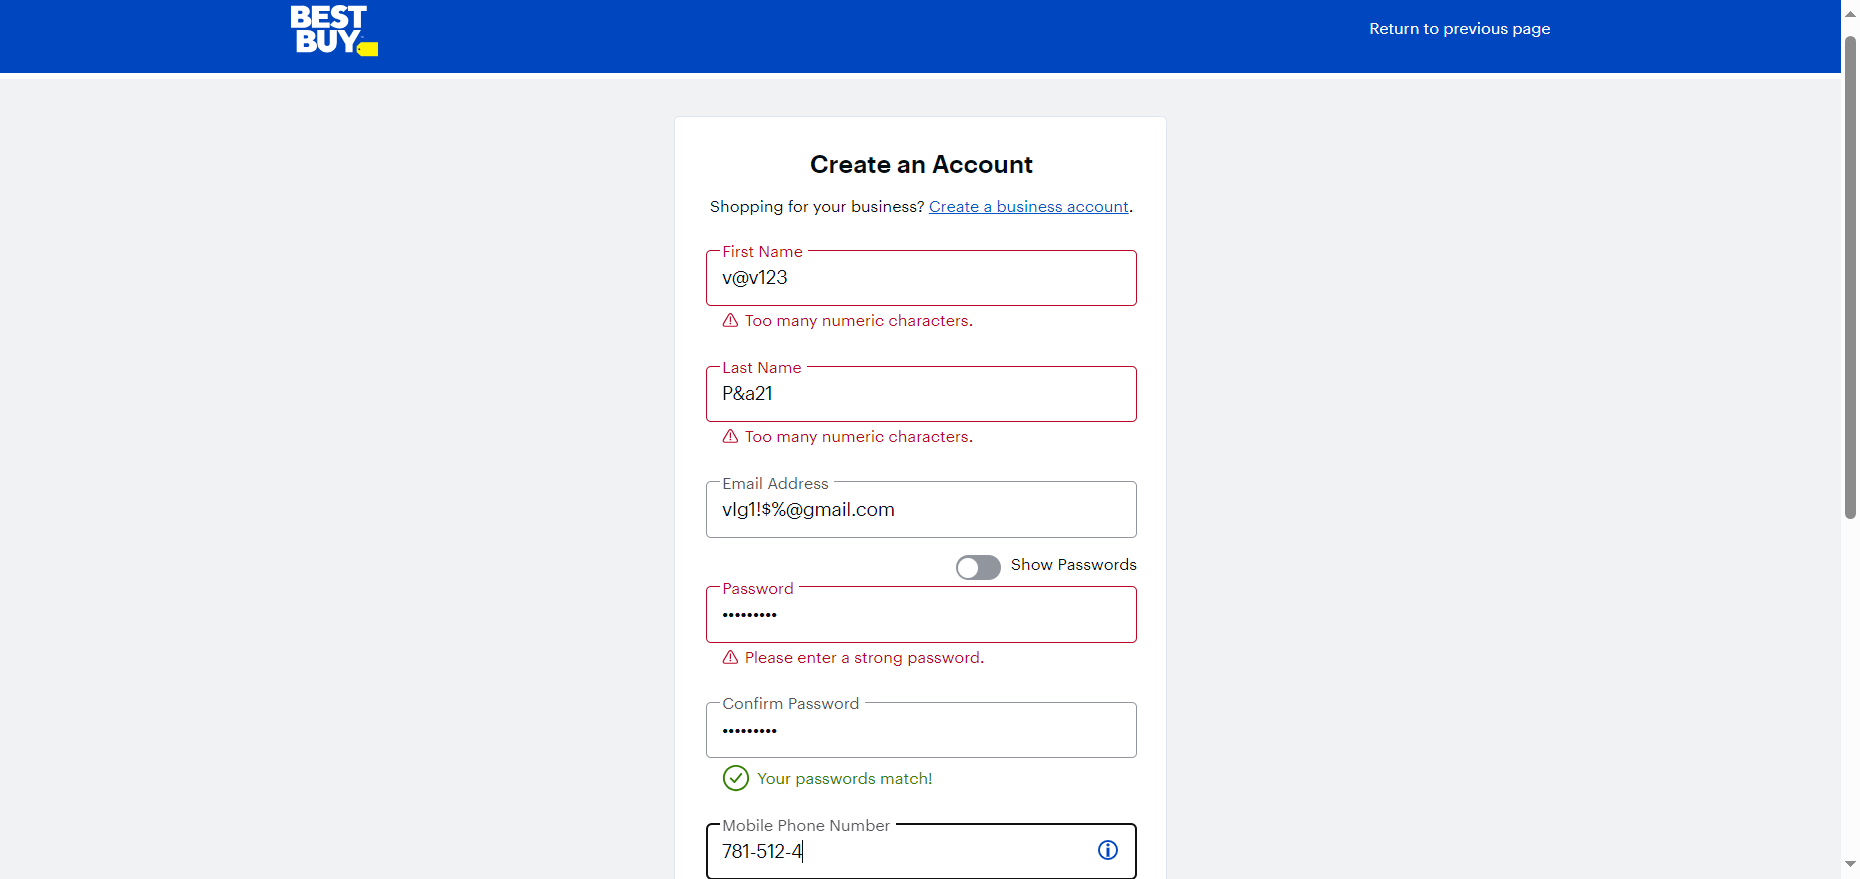 BEST
BUY
Return to previous page
Create an Account
Shopping for your business? Create a business account.
First Name
v@v123
Too many numeric characters.
Last Name
P&a21
Too many numeric characters.
Email Address
vlg1!$%@gmail.com
Show Passwords
Password
•••••••••
Please enter a strong password.
Confirm Password
•••••••••
Your passwords match!
Mobile Phone Number
781-512-4